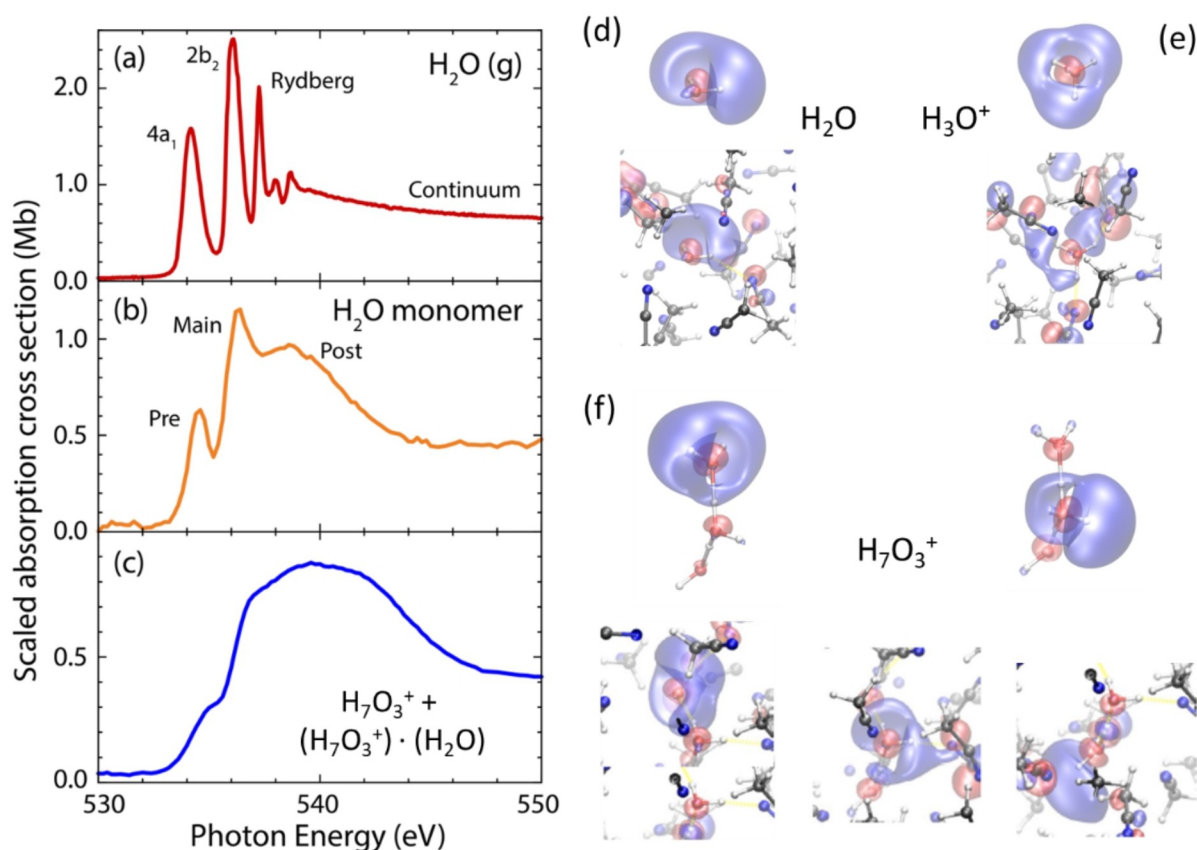 (a)
2b₂
H₂O (g)
Rydberg
4a₁
Continuum
2.0
1.0
0.0
(b)
H₂O monomer
Main
Post
Pre
1.0
0.5
0.0
(c)
H₇O₃⁺ +
(H₇O₃⁺) · (H₂O)
0.5
0.0
530
540
550
Photon Energy (eV)
Scaled absorption cross section (Mb)
(d)
H₂O
H₃O⁺
(e)
(f)
H₇O₃⁺